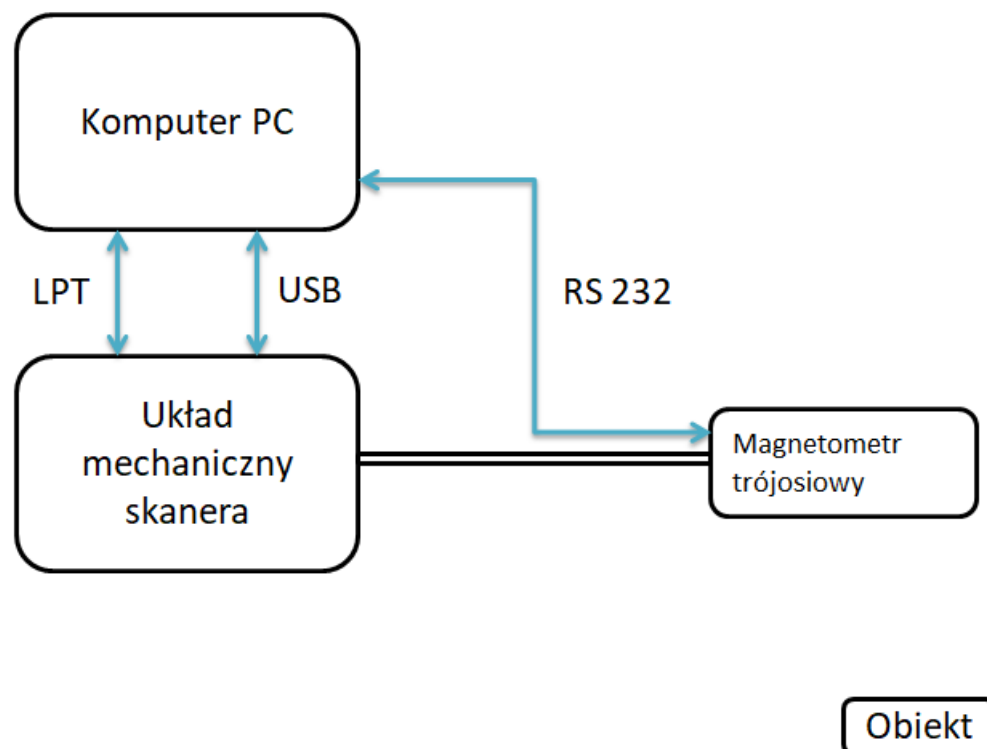 Komputer PC
LPT
USB
RS 232
Układ
mechaniczny
skanera
Magnetometr
trójosiowy
Obiekt